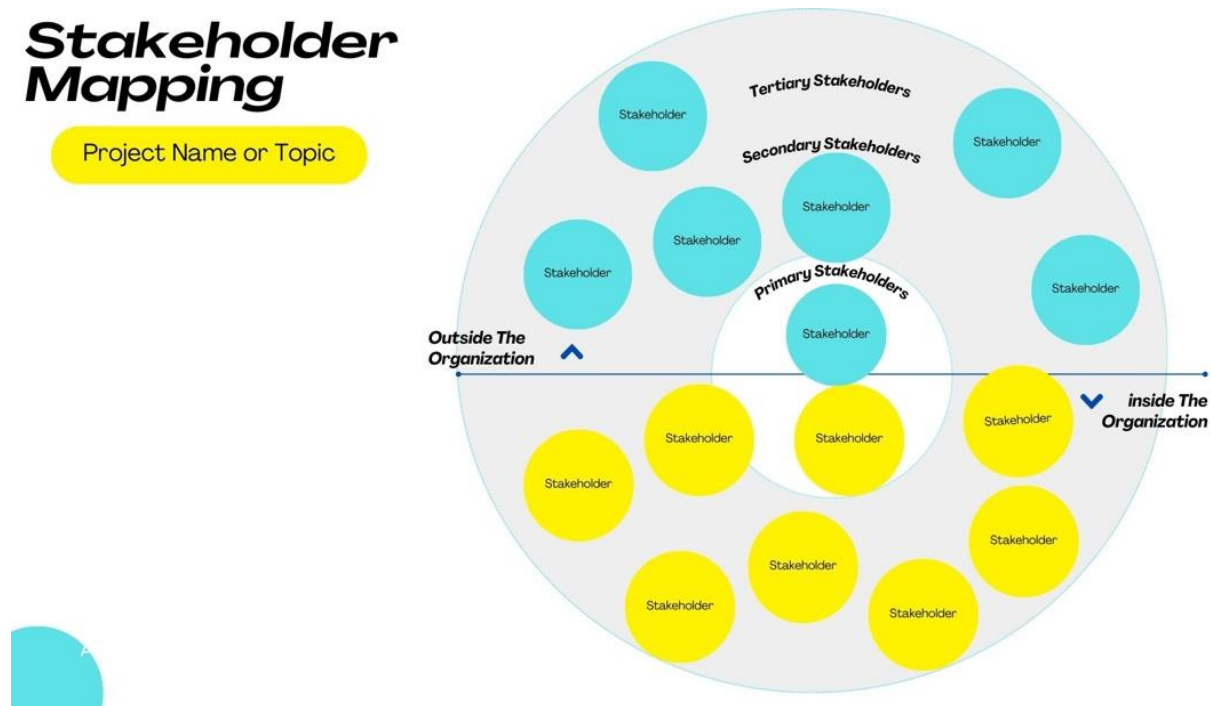 Stakeholder
Mapping
Project Name or Topic
Tertiary Stakeholders
Stakeholder
Stakeholder
Secondary Stakeholders
Stakeholder
Stakeholder
Stakeholder
Primary Stakeholders
Stakeholder
Stakeholder
Outside The
Organization
inside The
Organization
Stakeholder
Stakeholder
Stakeholder
Stakeholder
Stakeholder
Stakeholder
Stakeholder
Stakeholder
A